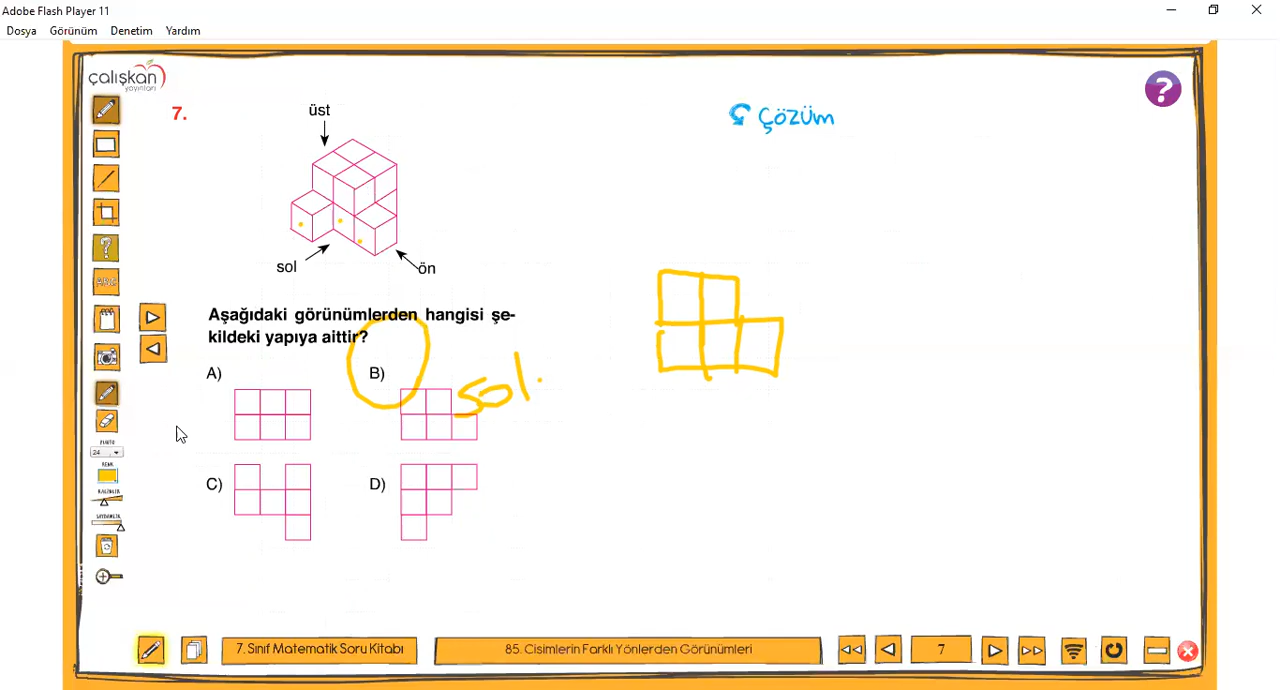 Adobe Flash Player 11
Dosya Görünüm Denetim Yardım
çalışkan
yayınları
7.
üst
sol
ön
Çözüm
?
Aşağıdaki görünümlerden hangisi şe-
kildeki yapıya aittir?
A)
B)
sol.
C)
D)
?
24
RENK
7. Sınıf Matematik Soru Kitabı
85. Cisimlerin Farklı Yönlerden Görünümleri
7